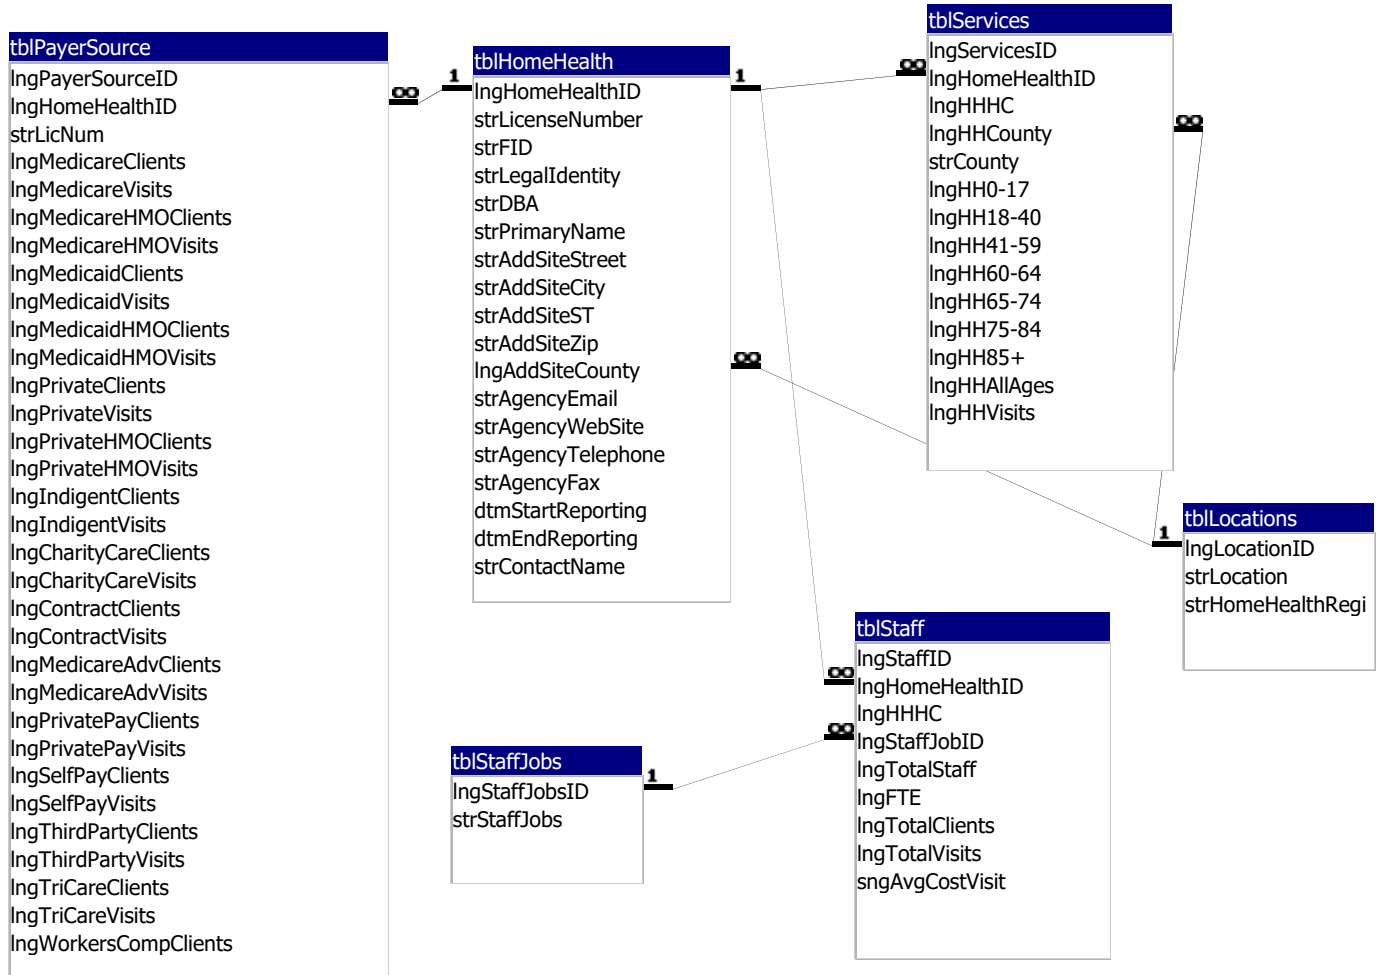 tblPayerSource
lngPayerSourceID
lngHomeHealthID
strLicNum
lngMedicareClients
lngMedicareVisits
lngMedicareHMOClients
lngMedicareHMOVisits
lngMedicaidClients
lngMedicaidVisits
lngMedicaidHMOClients
lngMedicaidHMOVisits
lngPrivateClients
lngPrivateVisits
lngPrivateHMOClients
lngPrivateHMOVisits
lngIndigentClients
lngIndigentVisits
lngCharityCareClients
lngCharityCareVisits
lngContractClients
lngContractVisits
lngMedicareAdvClients
lngMedicareAdvVisits
lngPrivatePayClients
lngPrivatePayVisits
lngSelfPayClients
lngSelfPayVisits
lngThirdPartyClients
lngThirdPartyVisits
lngTriCareClients
lngTriCareVisits
lngWorkersCompClients
∞
1
tblHomeHealth
lngHomeHealthID
strLicenseNumber
strFID
strLegalIdentity
strDBA
strPrimaryName
strAddSiteStreet
strAddSiteCity
strAddSiteST
strAddSiteZip
lngAddSiteCounty
strAgencyEmail
strAgencyWebSite
strAgencyTelephone
strAgencyFax
dtmStartReporting
dtmEndReporting
strContactName
1
∞
∞
tblServices
lngServicesID
lngHomeHealthID
lngHHHC
lngHHCounty
strCounty
lngHH0-17
lngHH18-40
lngHH41-59
lngHH60-64
lngHH65-74
lngHH75-84
lngHH85+
lngHHAllAges
lngHHVisits
∞
1
tblLocations
lngLocationID
strLocation
strHomeHealthRegi
tblStaffJobs
lngStaffJobsID
strStaffJobs
1
∞
∞
tblStaff
lngStaffID
lngHomeHealthID
lngHHHC
lngStaffJobID
lngTotalStaff
lngFTE
lngTotalClients
lngTotalVisits
sngAvgCostVisit